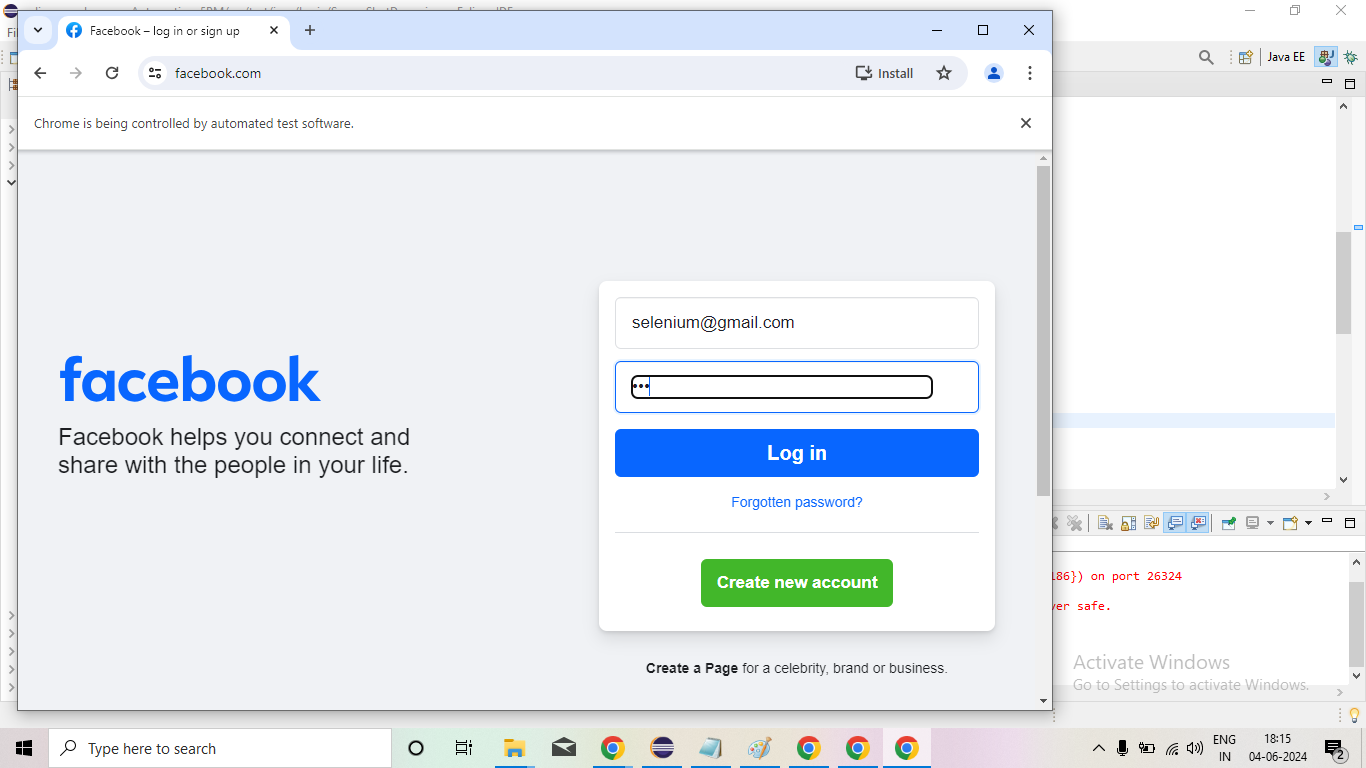 Facebook – log in or sign up
facebook.com
Install
Java EE
Chrome is being controlled by automated test software.
selenium@gmail.com
•••
facebook
Facebook helps you connect and
share with the people in your life.
Log in
Forgotten password?
Create new account
Create a Page for a celebrity, brand or business.
186}) on port 26324
ver safe.
Activate Windows
Go to Settings to activate Windows.
Type here to search
ENG
IN
18:15
04-06-2024
2